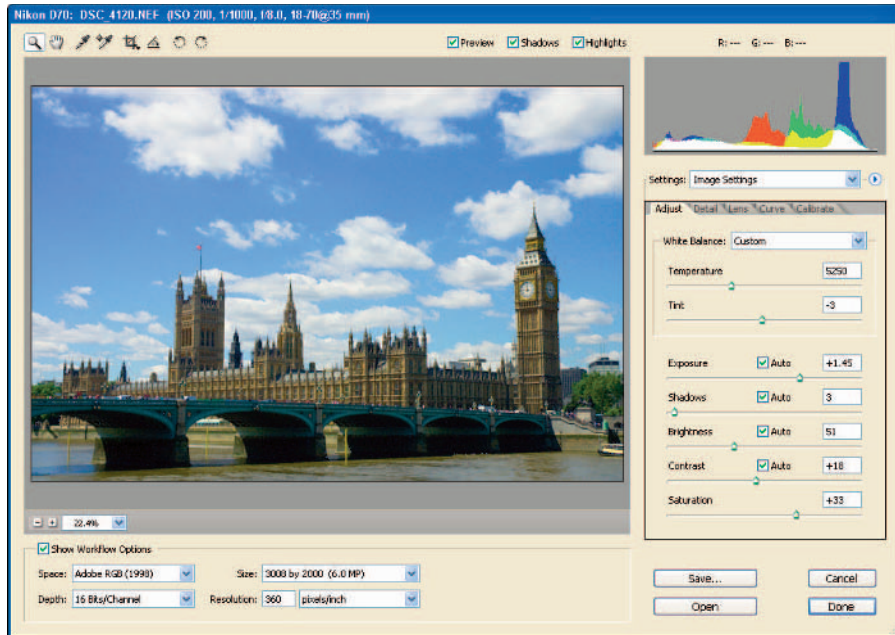 Nikon D70: DSC_4120.NEF (ISO 200, 1/1000, f/8.0, 18-70@35 mm)
Preview Shadows Highlights R: --- G: --- B: ---
Settings: Image Settings
Adjust Detail Lens Curve Calibrate
White Balance: Custom
Temperature 5250
Tint -3
Exposure Auto +1.45
Shadows Auto 3
Brightness Auto 51
Contrast Auto +18
Saturation +33
22.4%
Show Workflow Options
Space: Adobe RGB (1998) Size: 3008 by 2000 (6.0 MP)
Depth: 16 Bits/Channel Resolution: 360 pixels/inch
Save... Cancel
Open Done